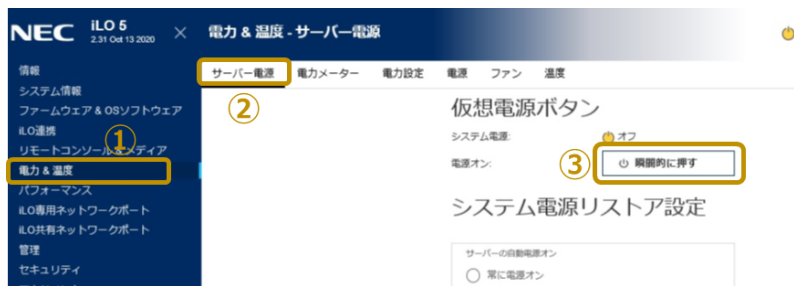 NEC iLO 5
2.31 Oct 13 2020
電力 & 温度 - サーバー電源
情報
システム情報
ファームウェア & OSソフトウェア
iLO連携
リモートコンソール & メディア
電力 & 温度
パフォーマンス
iLO専用ネットワークポート
iLO共有ネットワークポート
管理
セキュリティ
①
サーバー電源 電力メーター 電力設定 電源 ファン 温度
②
仮想電源ボタン
システム電源: オフ
電源オン: ③ 瞬間的に押す
システム電源リストア設定
サーバーの自動電源オン
常に電源オン